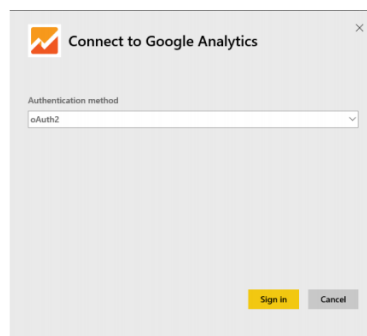 Connect to Google Analytics
Authentication method
oAuth2
Sign in Cancel